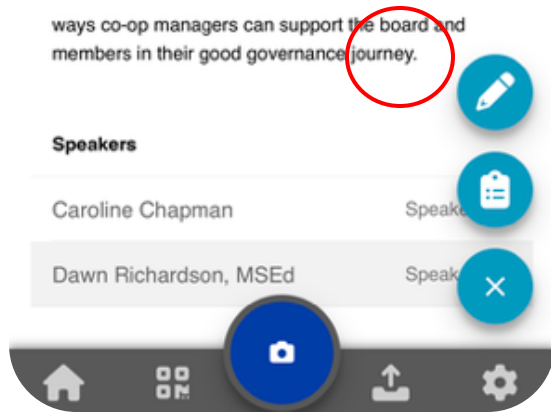 ways co-op managers can support the board and
members in their good governance journey.
Speakers
Caroline Chapman
Dawn Richardson, MSEd